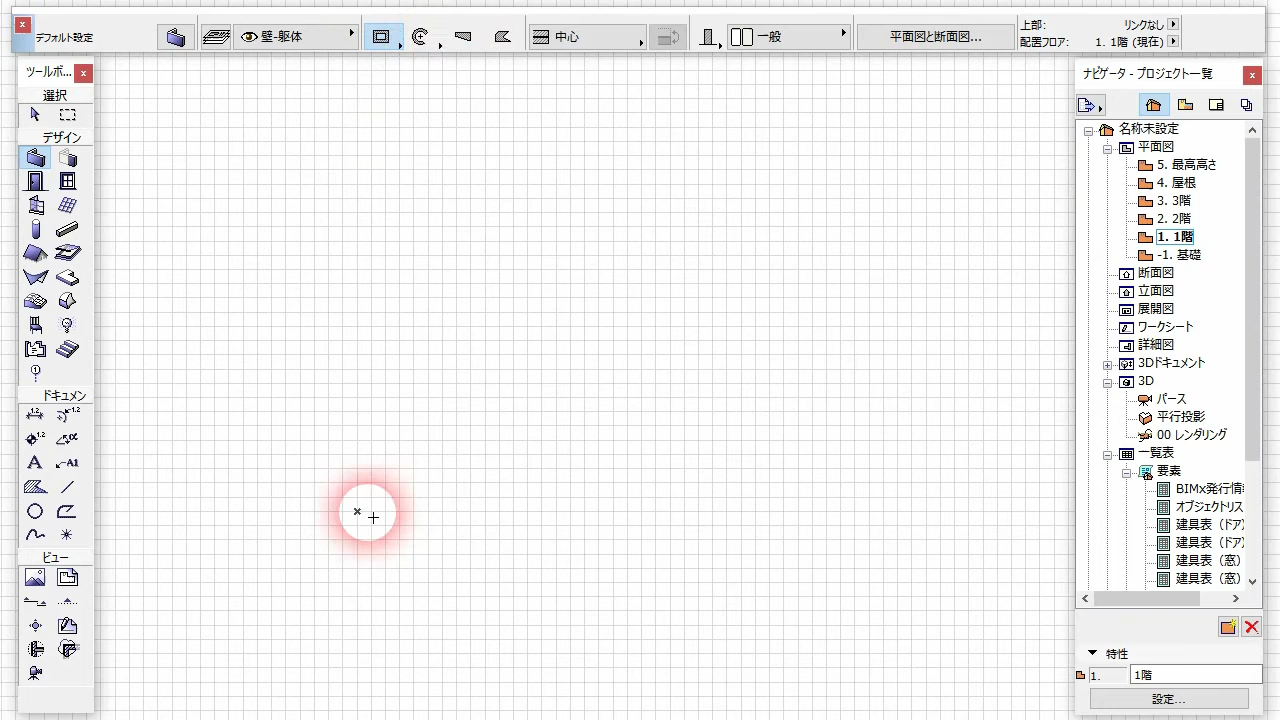 デフォルト設定
壁-躯体
中心
一般
平面図と断面図...
上部:
リンクなし
配置フロア:
1. 1階 (現在)
ツールボ...
選択
デザイン
ドキュメン
1.2
1.2
1.2
A
A1
ビュー
ナビゲータ - プロジェクト一覧
名称未設定
平面図
5. 最高高さ
4. 屋根
3. 3階
2. 2階
1. 1階
-1. 基礎
断面図
立面図
展開図
ワークシート
詳細図
3Dドキュメント
3D
パース
平行投影
00 レンダリング
一覧表
要素
BIMx発行情
オブジェクトリス
建具表（ドア）
建具表（ドア）
建具表（窓）
建具表（窓）
特性
1.
1階
設定...